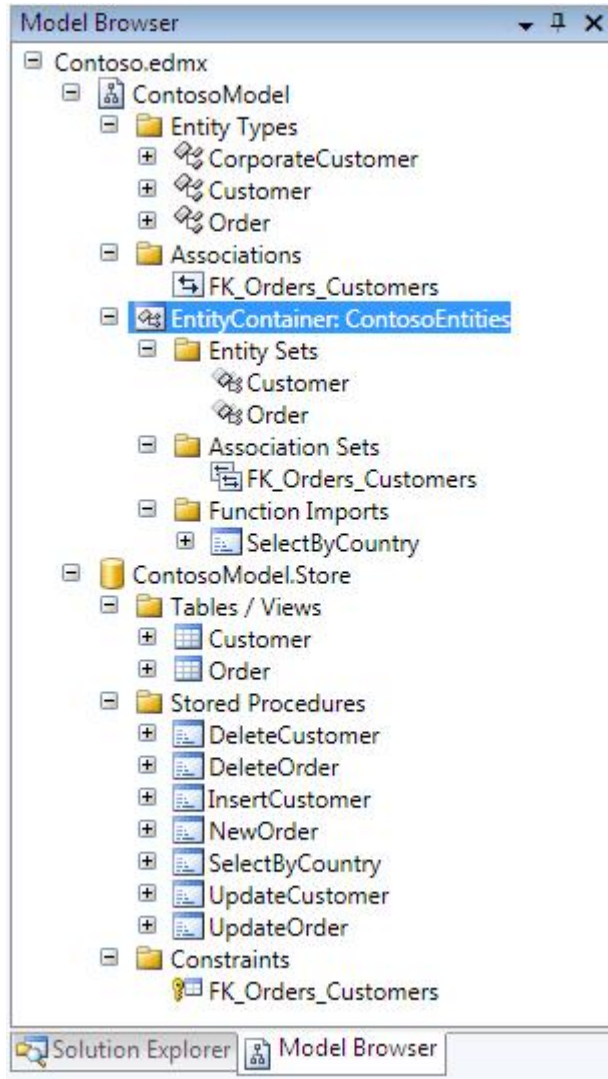 Model Browser
Contoso.edmx
ContosoModel
Entity Types
CorporateCustomer
Customer
Order
Associations
FK_Orders_Customers
EntityContainer: ContosoEntities
Entity Sets
Customer
Order
Association Sets
FK_Orders_Customers
Function Imports
SelectByCountry
ContosoModel.Store
Tables / Views
Customer
Order
Stored Procedures
DeleteCustomer
DeleteOrder
InsertCustomer
NewOrder
SelectByCountry
UpdateCustomer
UpdateOrder
Constraints
FK_Orders_Customers
Solution Explorer Model Browser